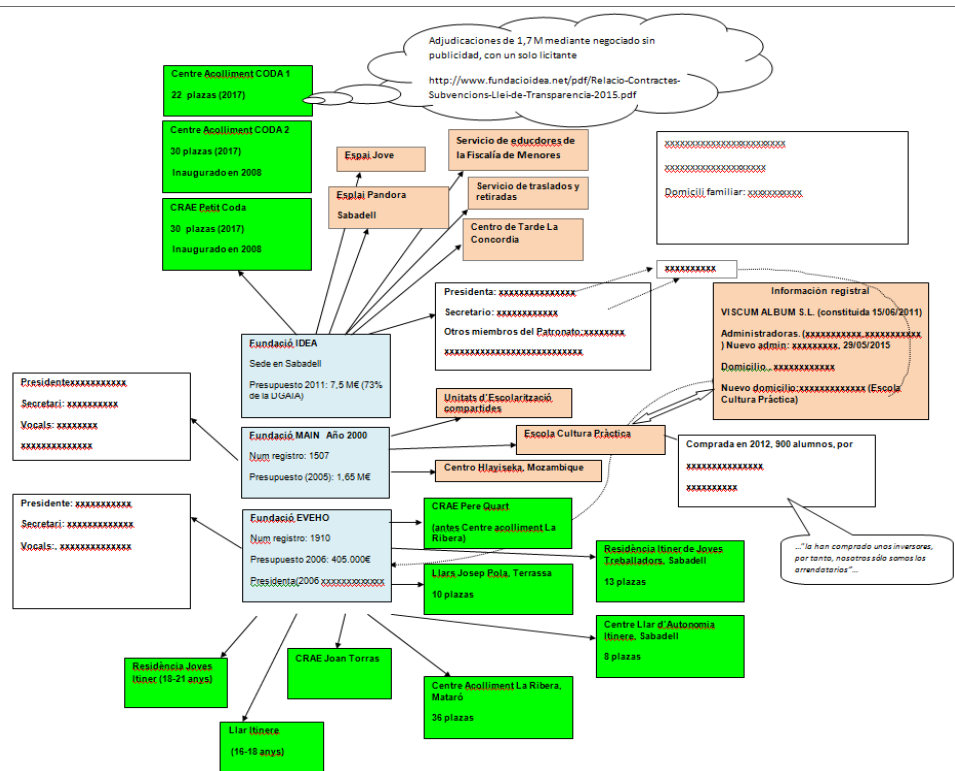 Adjudicaciones de 1,7 M mediante negociado sin
publicidad, con un solo licitante
http://www.fundacioidea.net/pdf/Relacio-Contractes-
Subvencions-Llei-de-Transparencia-2015.pdf
Centre Acolliment CODA 1
22 plazas (2017)
Centre Acolliment CODA 2
30 plazas (2017)
Inaugurado en 2008
CRAE Petit Coda
30 plazas (2017)
Inaugurado en 2008
Espai Jove
Esplai Pandora
Sabadell
Servicio de educdores de
la Fiscalía de Menores
Servicio de traslados y
retiradas
Centro de Tarde La
Concordia
xxxxxxxxxxxxxxxxxxxxxxxx
xxxxxxxxxxxxxxxxxxxx
Domicili familiar: xxxxxxxxxxx
xxxxxxxxxx
Presidenta: xxxxxxxxxxxxxxx
Secretario: xxxxxxxxxxxx
Otros miembros del Patronato:xxxxxxxx
xxxxxxxxxxxxxxxxxxxxxxxxxxx
Información registral
VISCUM ALBUM S.L. (constituida 15/06/2011)
Administradoras. (xxxxxxxxxxx, xxxxxxxxxxx
) Nuevo admin: xxxxxxxxx, 29/05/2015
Domicilio., xxxxxxxxxxxx
Nuevo domicilio:xxxxxxxxxxxxx (Escola
Cultura Pràctica)
Fundació IDEA
Sede en Sabadell
Presupuesto 2011: 7,5 M€ (73%
de la DGAIA)
Presidentexxxxxxxxxxx
Secretari: xxxxxxxxxx
Vocals: xxxxxxxx
xxxxxxxxxxxxxx
Unitats d'Escolarització
compartides
Fundació MAIN Año 2000
Num registro: 1507
Presupuesto (2005): 1,65 M€
Escola Cultura Pràctica
Centro Hlayiseka, Mozambique
Comprada en 2012, 900 alumnos, por
xxxxxxxxxxxxxxx,
xxxxxxxxxx
Presidente: xxxxxxxxxxx
Secretari: xxxxxxxxxxxxx
Vocals:, xxxxxxxxxxxxxx
Fundació EVEHO
Num registro: 1910
Presupuesto 2006: 405.000€
Presidenta(2006 xxxxxxxxxxxxx
CRAE Pere Quart
(antes Centre acolliment La
Ribera)
Llars Josep Pola, Terrassa
10 plazas
Residència Itiner de Joves
Treballadors, Sabadell
13 plazas
..."la han comprado unos inversores,
por tanto, nosotros sólo somos los
arrendatarios"...
Centre Llar d'Autonomia
Itinere, Sabadell
8 plazas
Residència Joves
Itiner (18-21 anys)
CRAE Joan Torras
Centre Acolliment La Ribera,
Mataró
36 plazas
Llar Itinere
(16-18 anys)